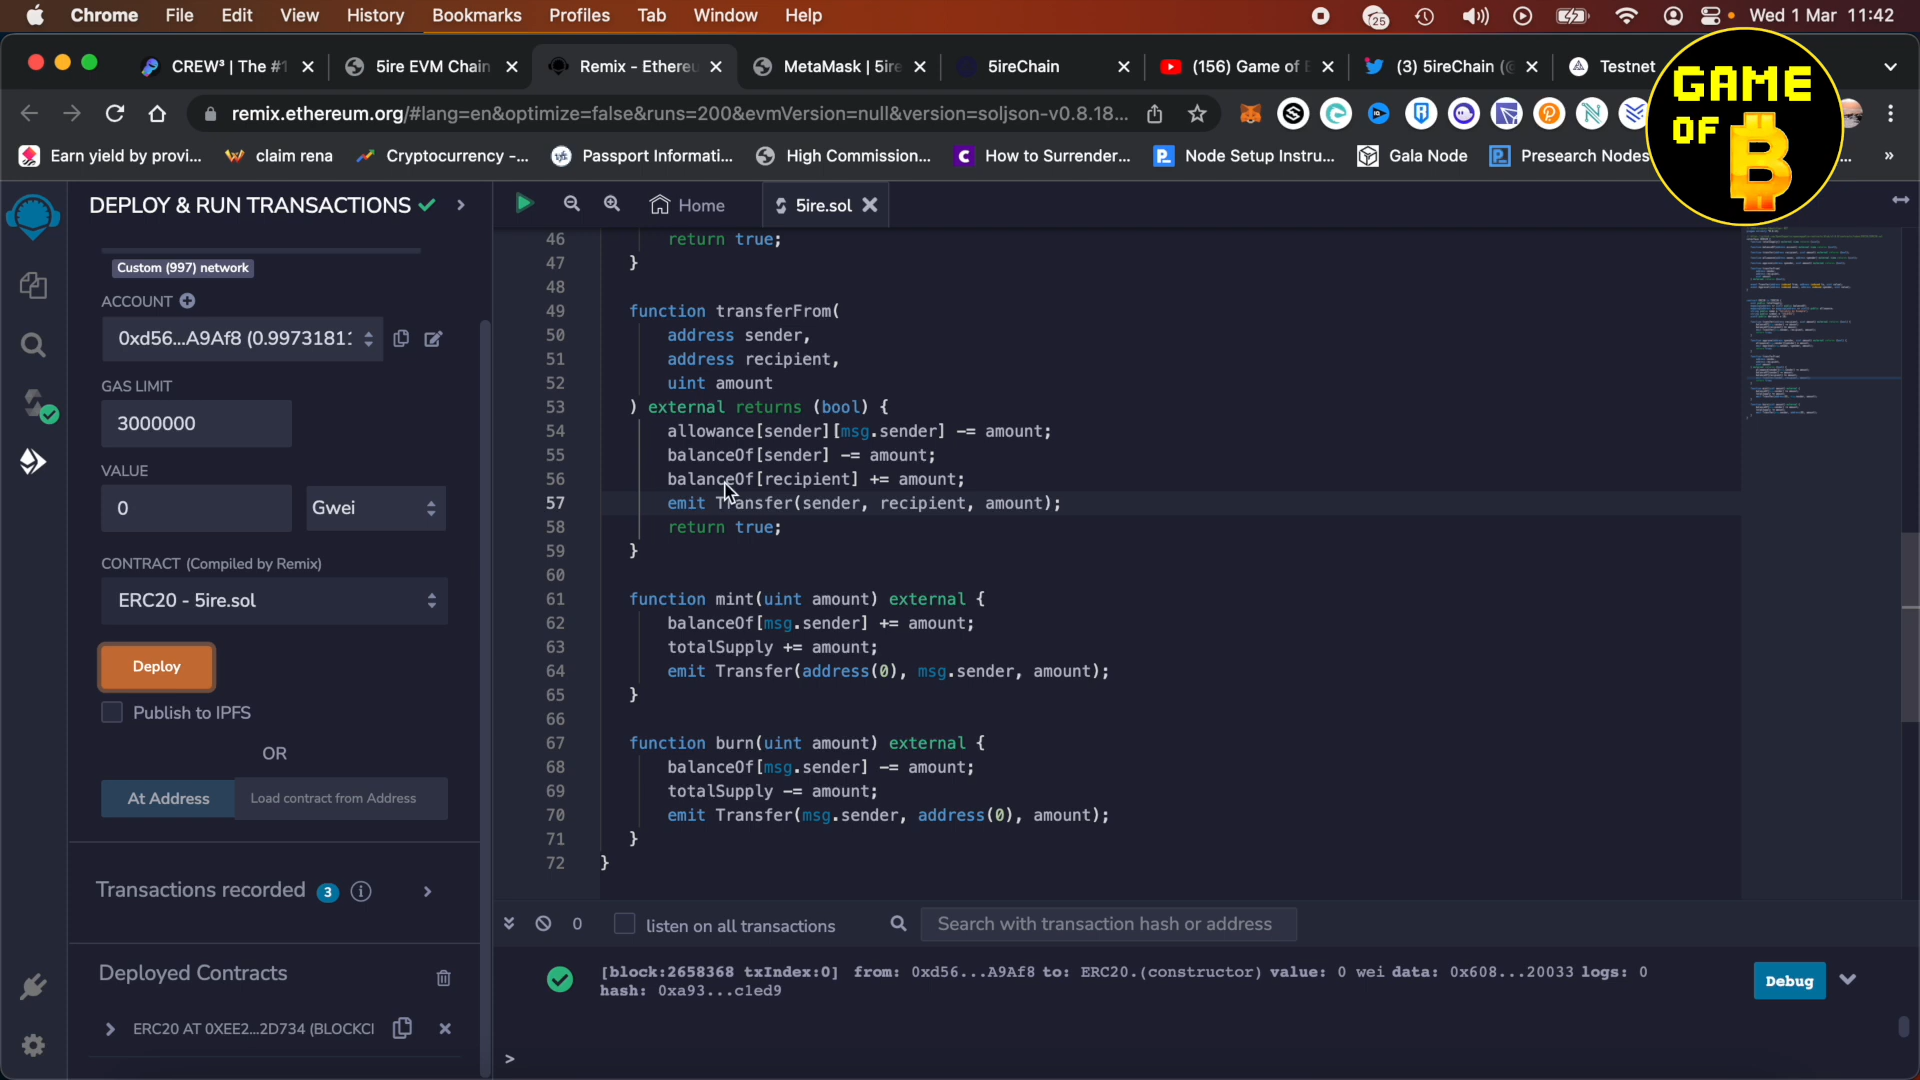 Chrome File Edit View History Bookmarks Profiles Tab Window Help
25
Wed 1 Mar 11:42
CREW³ | The #1
5ire EVM Chain
Remix - Ethereu
MetaMask | 5ire
5ireChain
(156) Game of B
(3) 5ireChain (@
Testnet
GAME
OF
remix.ethereum.org/#lang=en&optimize=false&runs=200&evmVersion=null&version=soljson-v0.8.18...
Earn yield by provi...
claim rena
Cryptocurrency -...
Passport Informati...
High Commission...
How to Surrender...
Node Setup Instru...
Gala Node
Presearch Nodes
DEPLOY & RUN TRANSACTIONS
Custom (997) network
ACCOUNT
0xd56...A9Af8 (0.9973181:
GAS LIMIT
3000000
VALUE
0
Gwei
CONTRACT (Compiled by Remix)
ERC20 - 5ire.sol
Deploy
Publish to IPFS
OR
At Address
Load contract from Address
Transactions recorded 3 i
Deployed Contracts
ERC20 AT 0XEE2...2D734 (BLOCKCI
Home
5ire.sol
46 return true;
47 }
48
49 function transferFrom(
50 address sender,
51 address recipient,
52 uint amount
53 ) external returns (bool) {
54 allowance[sender][msg.sender] -= amount;
55 balanceOf[sender] -= amount;
56 balanceOf[recipient] += amount;
57 emit Transfer(sender, recipient, amount);
58 return true;
59 }
60
61 function mint(uint amount) external {
62 balanceOf[msg.sender] += amount;
63 totalSupply += amount;
64 emit Transfer(address(0), msg.sender, amount);
65 }
66
67 function burn(uint amount) external {
68 balanceOf[msg.sender] -= amount;
69 totalSupply -= amount;
70 emit Transfer(msg.sender, address(0), amount);
71 }
72 }
0
listen on all transactions
Search with transaction hash or address
[block:2658368 txIndex:0] from: 0xd56...A9Af8 to: ERC20.(constructor) value: 0 wei data: 0x608...20033 logs: 0
hash: 0xa93...c1ed9
Debug
>